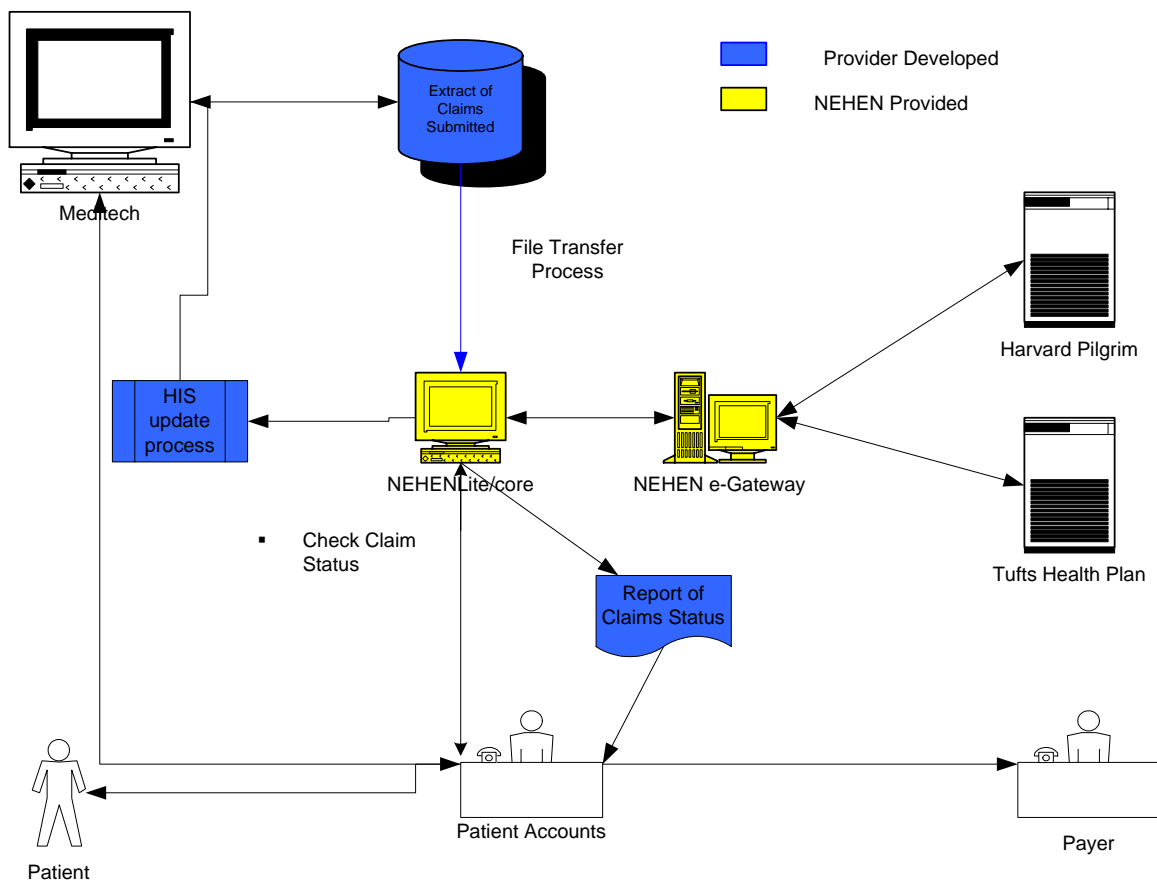 Extract of
Claims
Submitted
Provider Developed
NEHEN Provided
Meditech
File Transfer
Process
Harvard Pilgrim
HIS
update
process
NEHENLite/core
NEHEN e-Gateway
▪ Check Claim
Status
Tufts Health Plan
Report of
Claims Status
Patient Accounts
Payer
Patient